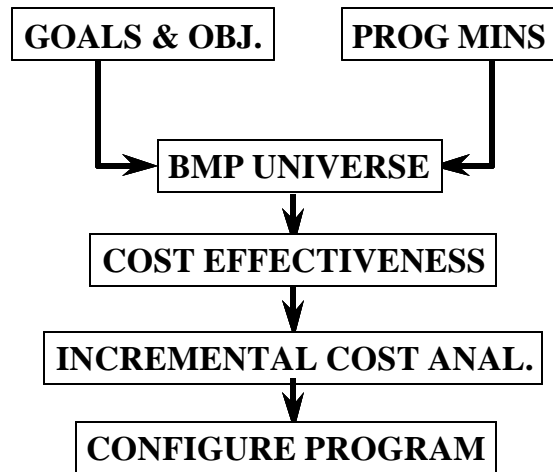 GOALS & OBJ.
PROG MINS
BMP UNIVERSE
COST EFFECTIVENESS
INCREMENTAL COST ANAL.
CONFIGURE PROGRAM